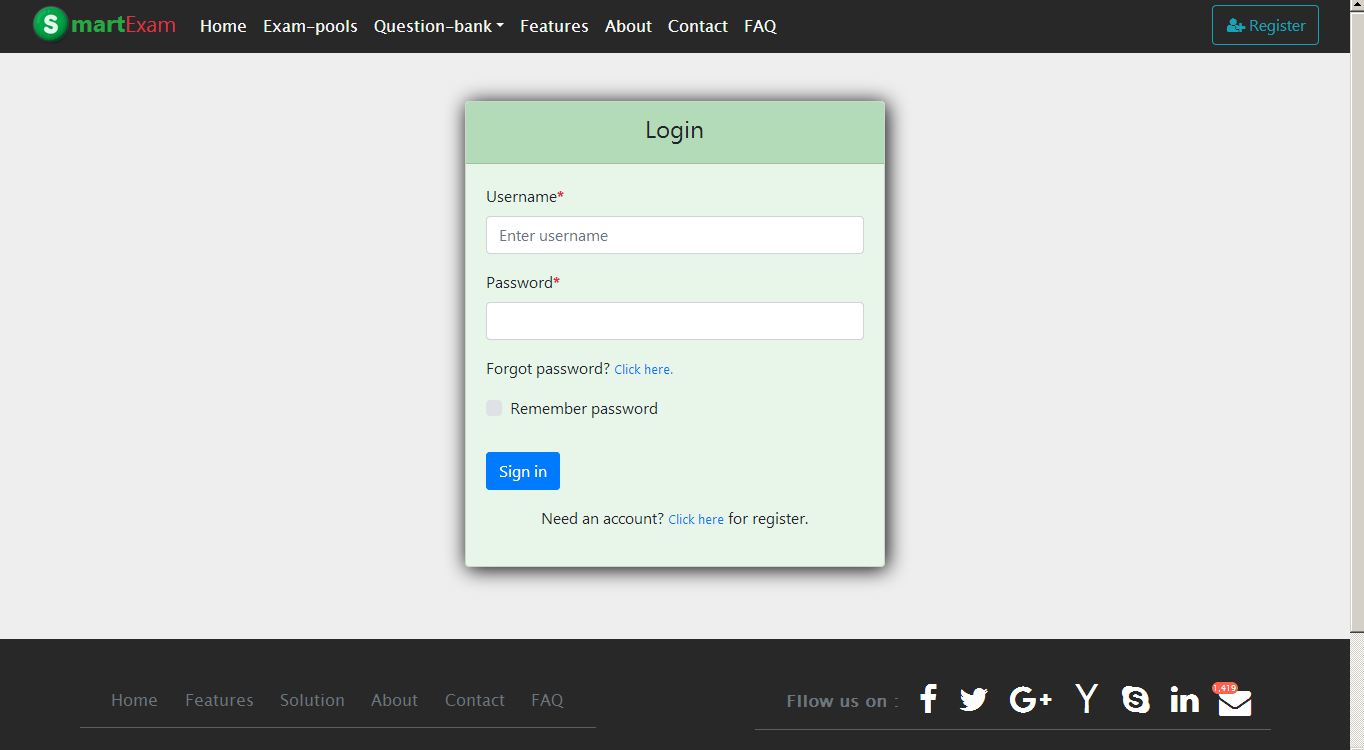 SmartExam Home Exam-pools Question-bank Features About Contact FAQ Register
Login
Username*
Enter username
Password*
Forgot password? Click here.
Remember password
Sign in
Need an account? Click here for register.
Home Features Solution About Contact FAQ
Fllow us on :
1,419